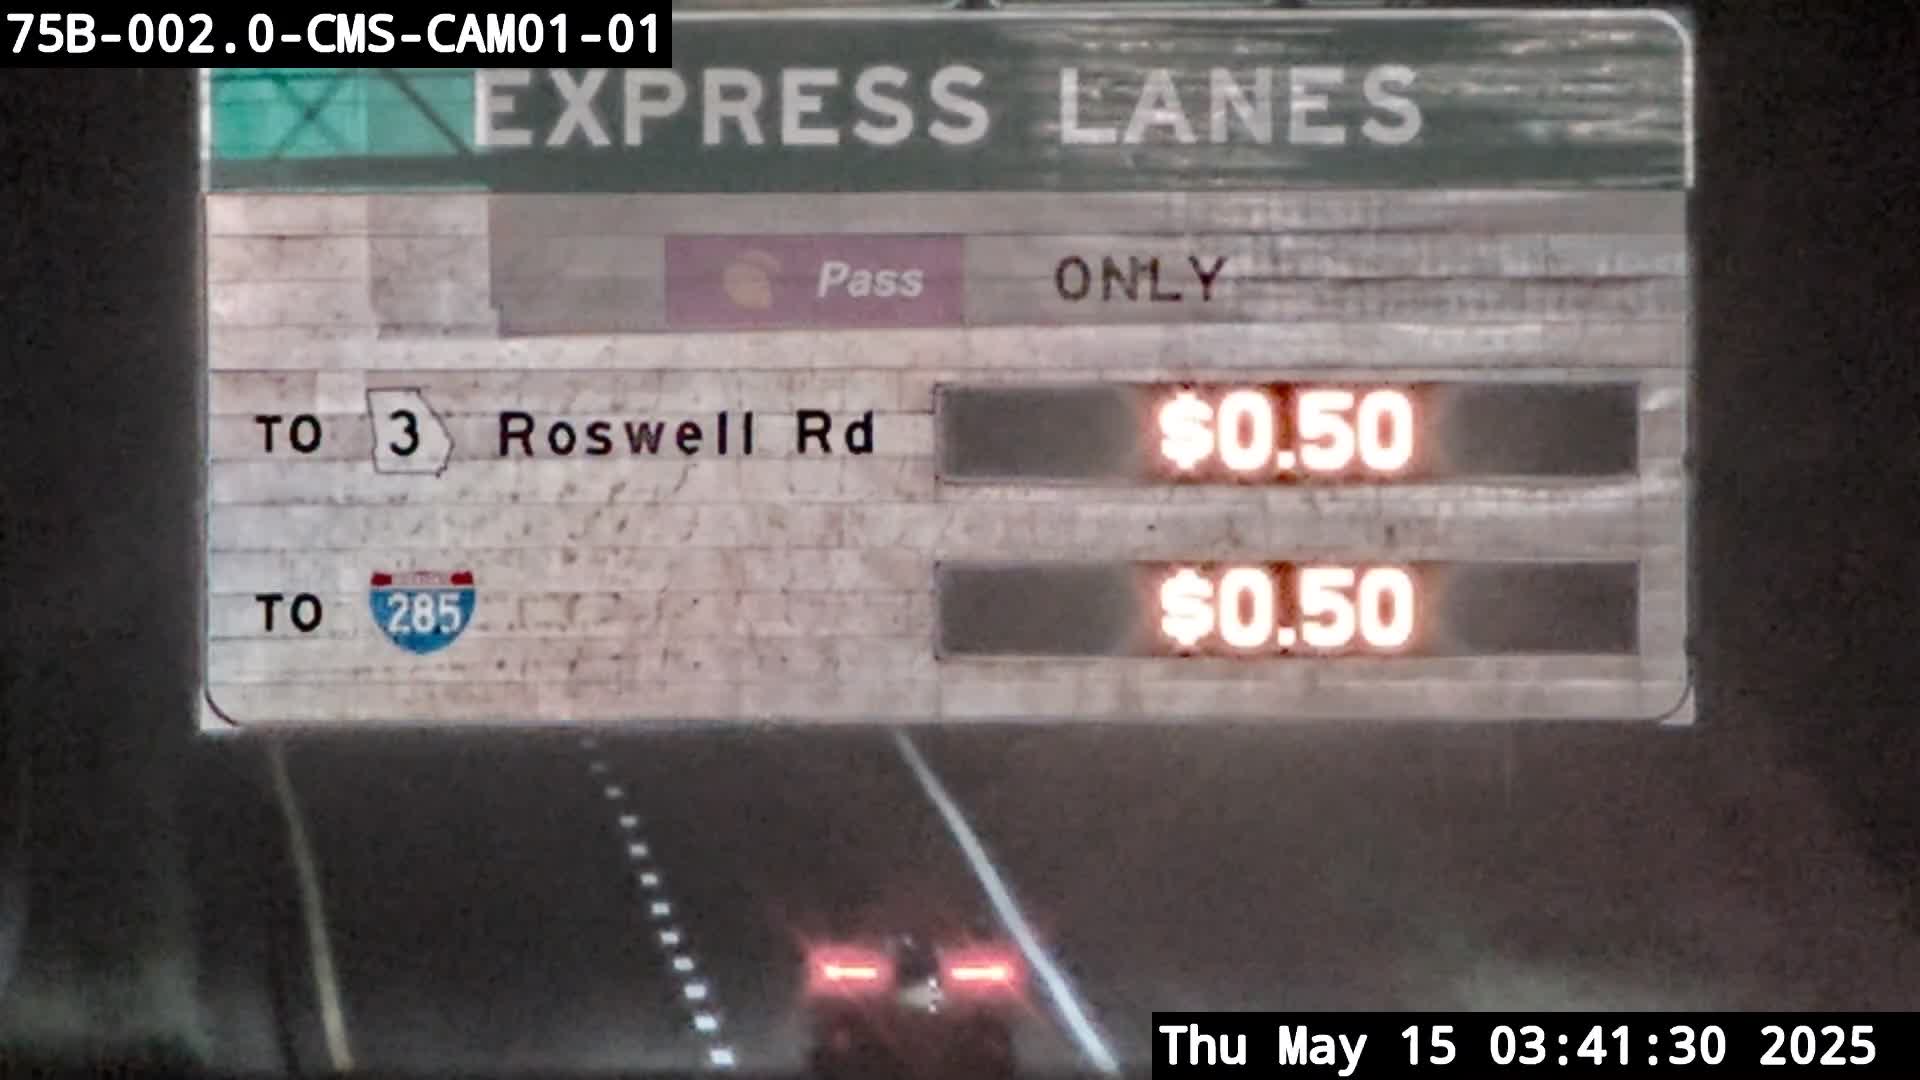 75B-002.0-CMS-CAM01-01
EXPRESS LANES
Pass ONLY
TO 3 Roswell Rd $0.50
TO 285 $0.50
Thu May 15 03:41:30 2025